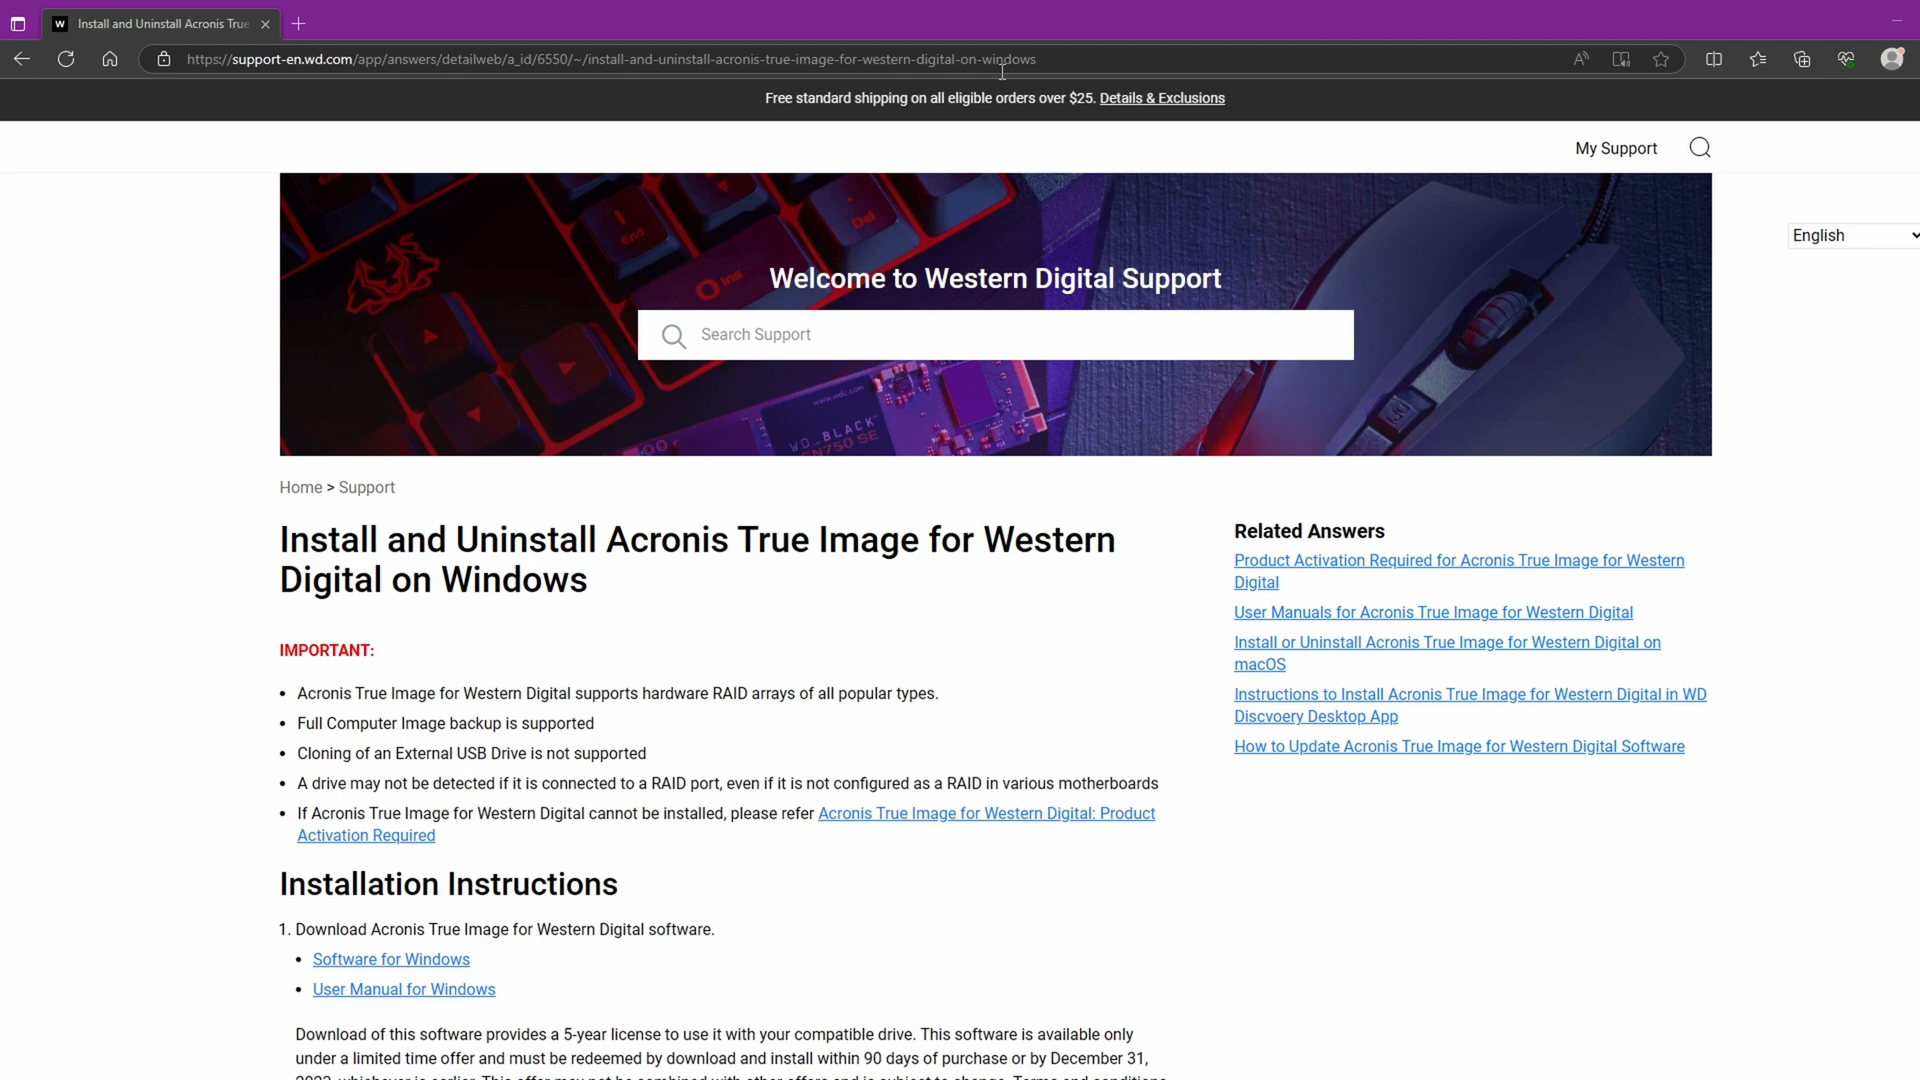 W Install and Uninstall Acronis True
https://support-en.wd.com/app/answers/detailweb/a_id/6550/~/install-and-uninstall-acronis-true-image-for-western-digital-on-windows
Free standard shipping on all eligible orders over $25. Details & Exclusions
My Support
English
End
Ins
Del
www.wdc.com
WD_BLACK™
SN750 SE
Welcome to Western Digital Support
Search Support
Home > Support
Install and Uninstall Acronis True Image for Western
Digital on Windows
IMPORTANT:
• Acronis True Image for Western Digital supports hardware RAID arrays of all popular types.
• Full Computer Image backup is supported
• Cloning of an External USB Drive is not supported
• A drive may not be detected if it is connected to a RAID port, even if it is not configured as a RAID in various motherboards
• If Acronis True Image for Western Digital cannot be installed, please refer Acronis True Image for Western Digital: Product
Activation Required
Installation Instructions
1. Download Acronis True Image for Western Digital software.
• Software for Windows
• User Manual for Windows
Download of this software provides a 5-year license to use it with your compatible drive. This software is available only
under a limited time offer and must be redeemed by download and install within 90 days of purchase or by December 31,
Related Answers
Product Activation Required for Acronis True Image for Western
Digital
User Manuals for Acronis True Image for Western Digital
Install or Uninstall Acronis True Image for Western Digital on
macOS
Instructions to Install Acronis True Image for Western Digital in WD
Discvoery Desktop App
How to Update Acronis True Image for Western Digital Software